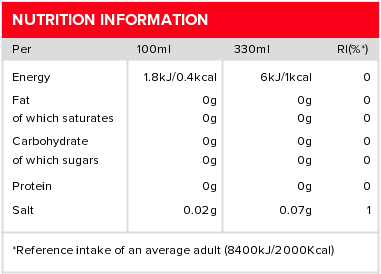 NUTRITION INFORMATION
Per 100ml 330ml RI(%*)
Energy 1.8kJ/0.4kcal 6kJ/1kcal 0
Fat 0g 0g 0
of which saturates 0g 0g 0
Carbohydrate 0g 0g 0
of which sugars 0g 0g 0
Protein 0g 0g 0
Salt 0.02g 0.07g 1
*Reference intake of an average adult (8400kJ/2000Kcal)